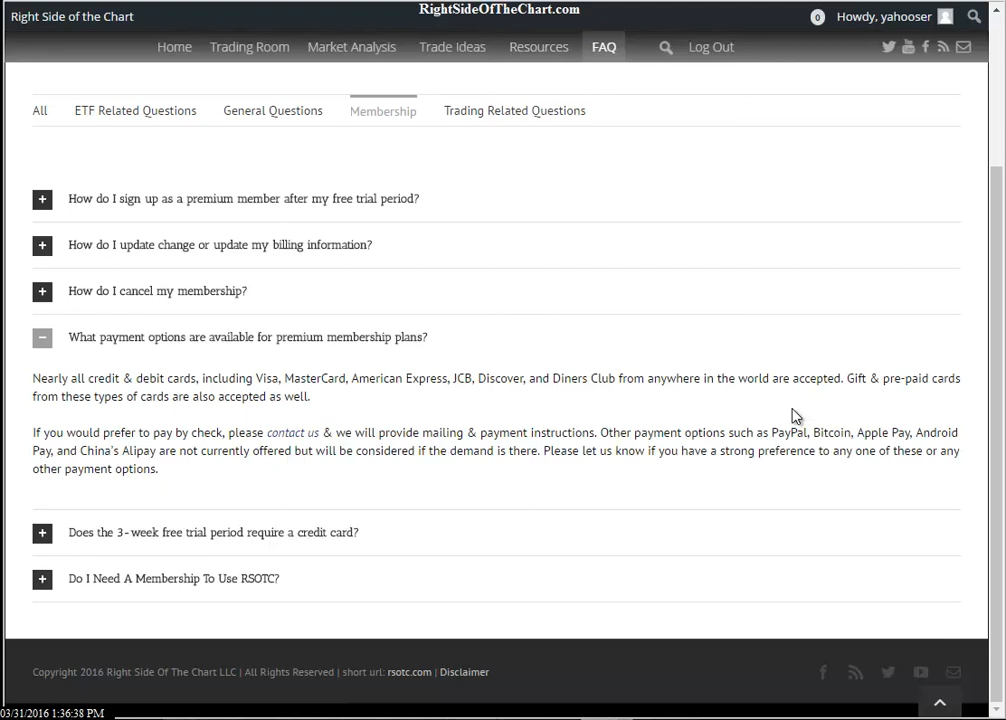 RightSideOfTheChart.com
Right Side of the Chart
0
Howdy, yahooser
Home
Trading Room
Market Analysis
Trade Ideas
Resources
FAQ
Log Out
All
ETF Related Questions
General Questions
Membership
Trading Related Questions
+ How do I sign up as a premium member after my free trial period?
+ How do I update change or update my billing information?
+ How do I cancel my membership?
− What payment options are available for premium membership plans?
Nearly all credit & debit cards, including Visa, MasterCard, American Express, JCB, Discover, and Diners Club from anywhere in the world are accepted. Gift & pre-paid cards
from these types of cards are also accepted as well.
If you would prefer to pay by check, please contact us & we will provide mailing & payment instructions. Other payment options such as PayPal, Bitcoin, Apple Pay, Android
Pay, and China's Alipay are not currently offered but will be considered if the demand is there. Please let us know if you have a strong preference to any one of these or any
other payment options.
+ Does the 3-week free trial period require a credit card?
+ Do I Need A Membership To Use RSOTC?
Copyright 2016 Right Side Of The Chart LLC | All Rights Reserved | short url: rsotc.com | Disclaimer
03/31/2016 1:36:38 PM